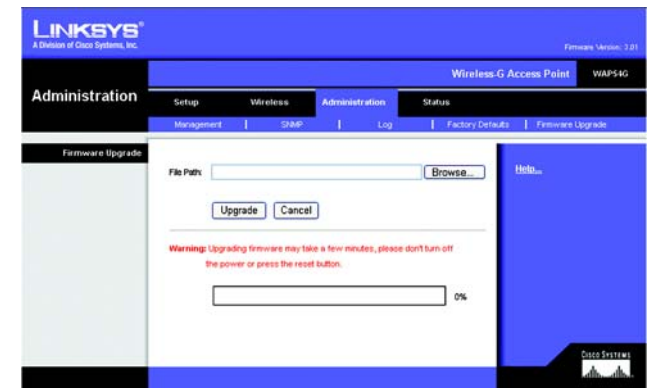 LINKSYS®
A Division of Cisco Systems, Inc.
Firmware Version: 2.01
Wireless-G Access Point WAP54G
Administration
Setup Wireless Administration Status
Management | SNMP | Log | Factory Defaults | Firmware Upgrade
Firmware Upgrade
File Path: Browse...
Help...
Upgrade Cancel
Warning: Upgrading firmware may take a few minutes, please don't turn off
the power or press the reset button.
0%
CISCO SYSTEMS